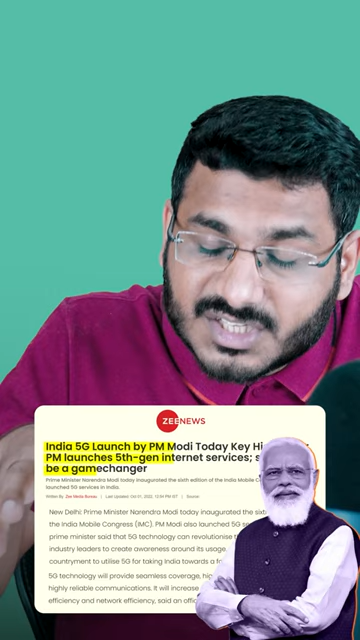 ZEENEWS
India 5G Launch by PM Modi Today Key Hi
PM launches 5th-gen internet services; s
be a gamechanger
Prime Minister Narendra Modi today inaugurated the sixth edition of the India Mobile C
launched 5G services in India.
Written By Zee Media Bureau | Last Updated: Oct 01, 2022, 12:04 PM IST | Source:
New Delhi: Prime Minister Narendra Modi today inaugurated the sixt
the India Mobile Congress (IMC). PM Modi also launched 5G se
prime minister said that 5G technology can revolutionise t
industry leaders to create awareness around its usage.
countryment to utilise 5G for taking India towards a f
5G technology will provide seamless coverage, hig
highly reliable communications. It will increase
efficiency and network efficiency, said an offi